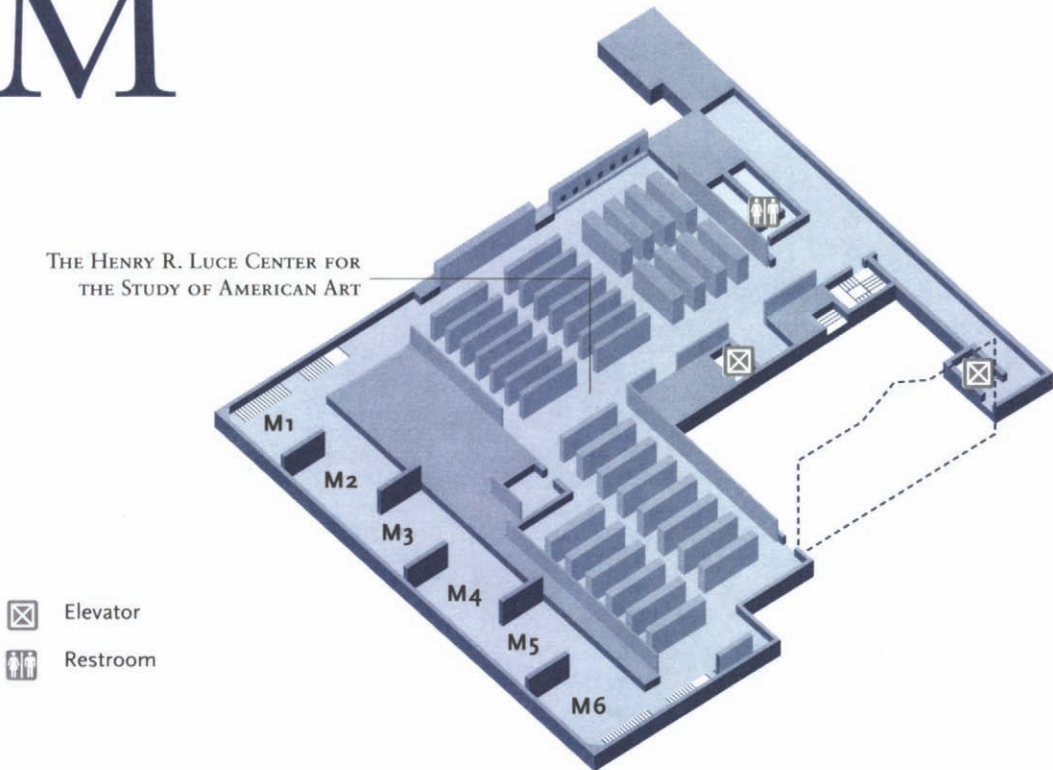 M
THE HENRY R. LUCE CENTER FOR
THE STUDY OF AMERICAN ART
M1
M2
M3
M4
M5
M6
Elevator
Restroom